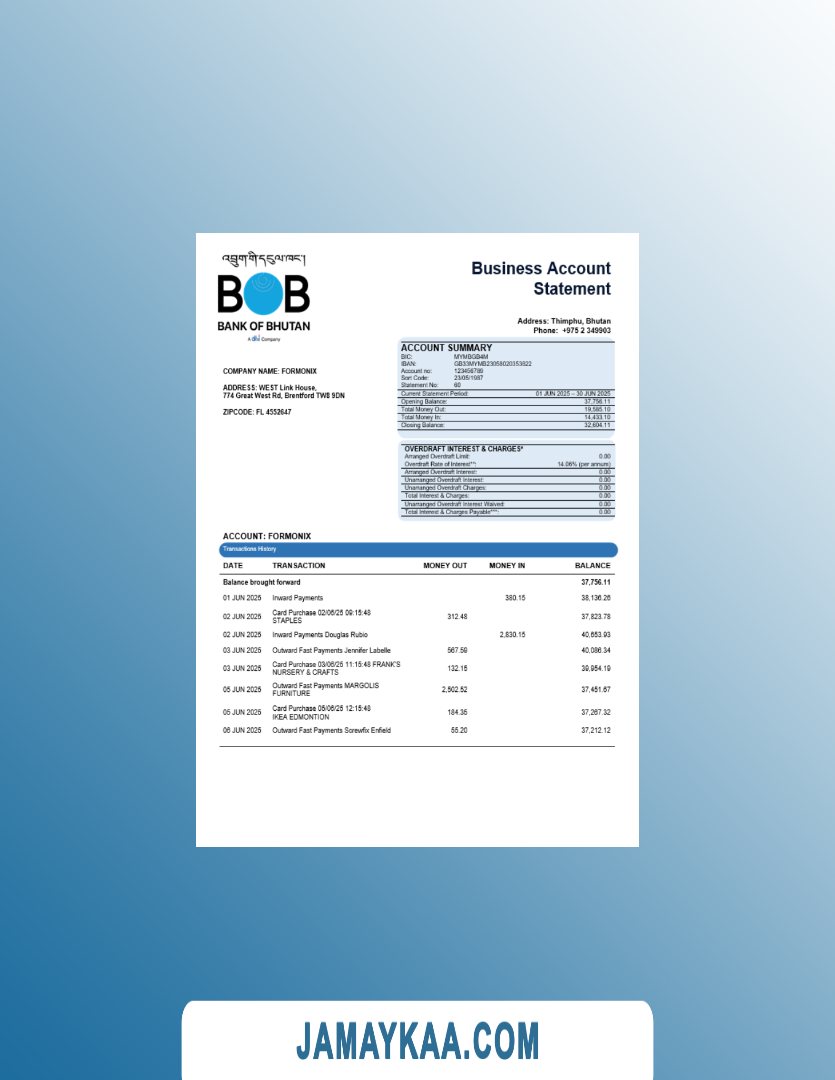 འབྲུག་གི་དངུལ་ཁང་།
BOB
BANK OF BHUTAN
A dhi Company
Business Account
Statement
Address: Thimphu, Bhutan
Phone: +975 2 349903
COMPANY NAME: FORMONIX
ADDRESS: WEST Link House,
774 Great West Rd, Brentford TW8 9DN
ZIPCODE: FL 4552647
ACCOUNT SUMMARY
BIC: MYMBGB4M
IBAN: GB33MYMB23058020353622
Account no: 123456789
Sort Code: 23/05/1987
Statement No: 60
Current Statement Period: 01 JUN 2025 – 30 JUN 2025
Opening Balance: 37,756.11
Total Money Out: 19,585.10
Total Money In: 14,433.10
Closing Balance: 32,604.11
OVERDRAFT INTEREST & CHARGES*
Arranged Overdraft Limit: 0.00
Overdraft Rate of Interest**: 14.06% (per annum)
Arranged Overdraft Interest: 0.00
Unarranged Overdraft Interest: 0.00
Unarranged Overdraft Charges: 0.00
Total Interest & Charges: 0.00
Unarranged Overdraft Interest Waived: 0.00
Total Interest & Charges Payable***: 0.00
ACCOUNT: FORMONIX
Transactions History
DATE TRANSACTION MONEY OUT MONEY IN BALANCE
Balance brought forward 37,756.11
01 JUN 2025 Inward Payments 380.15 38,136.26
02 JUN 2025 Card Purchase 02/06/25 09:15:48 312.48 37,823.78
STAPLES
02 JUN 2025 Inward Payments Douglas Rubio 2,830.15 40,653.93
03 JUN 2025 Outward Fast Payments Jennifer Labelle 567.59 40,086.34
03 JUN 2025 Card Purchase 03/06/25 11:15:48 FRANK'S 132.15 39,954.19
NURSERY & CRAFTS
05 JUN 2025 Outward Fast Payments MARGOLIS 2,502.52 37,451.67
FURNITURE
05 JUN 2025 Card Purchase 05/06/25 12:15:48 184.35 37,267.32
IKEA EDMONTION
06 JUN 2025 Outward Fast Payments Screwfix Enfield 55.20 37,212.12
JAMAYKAA.COM